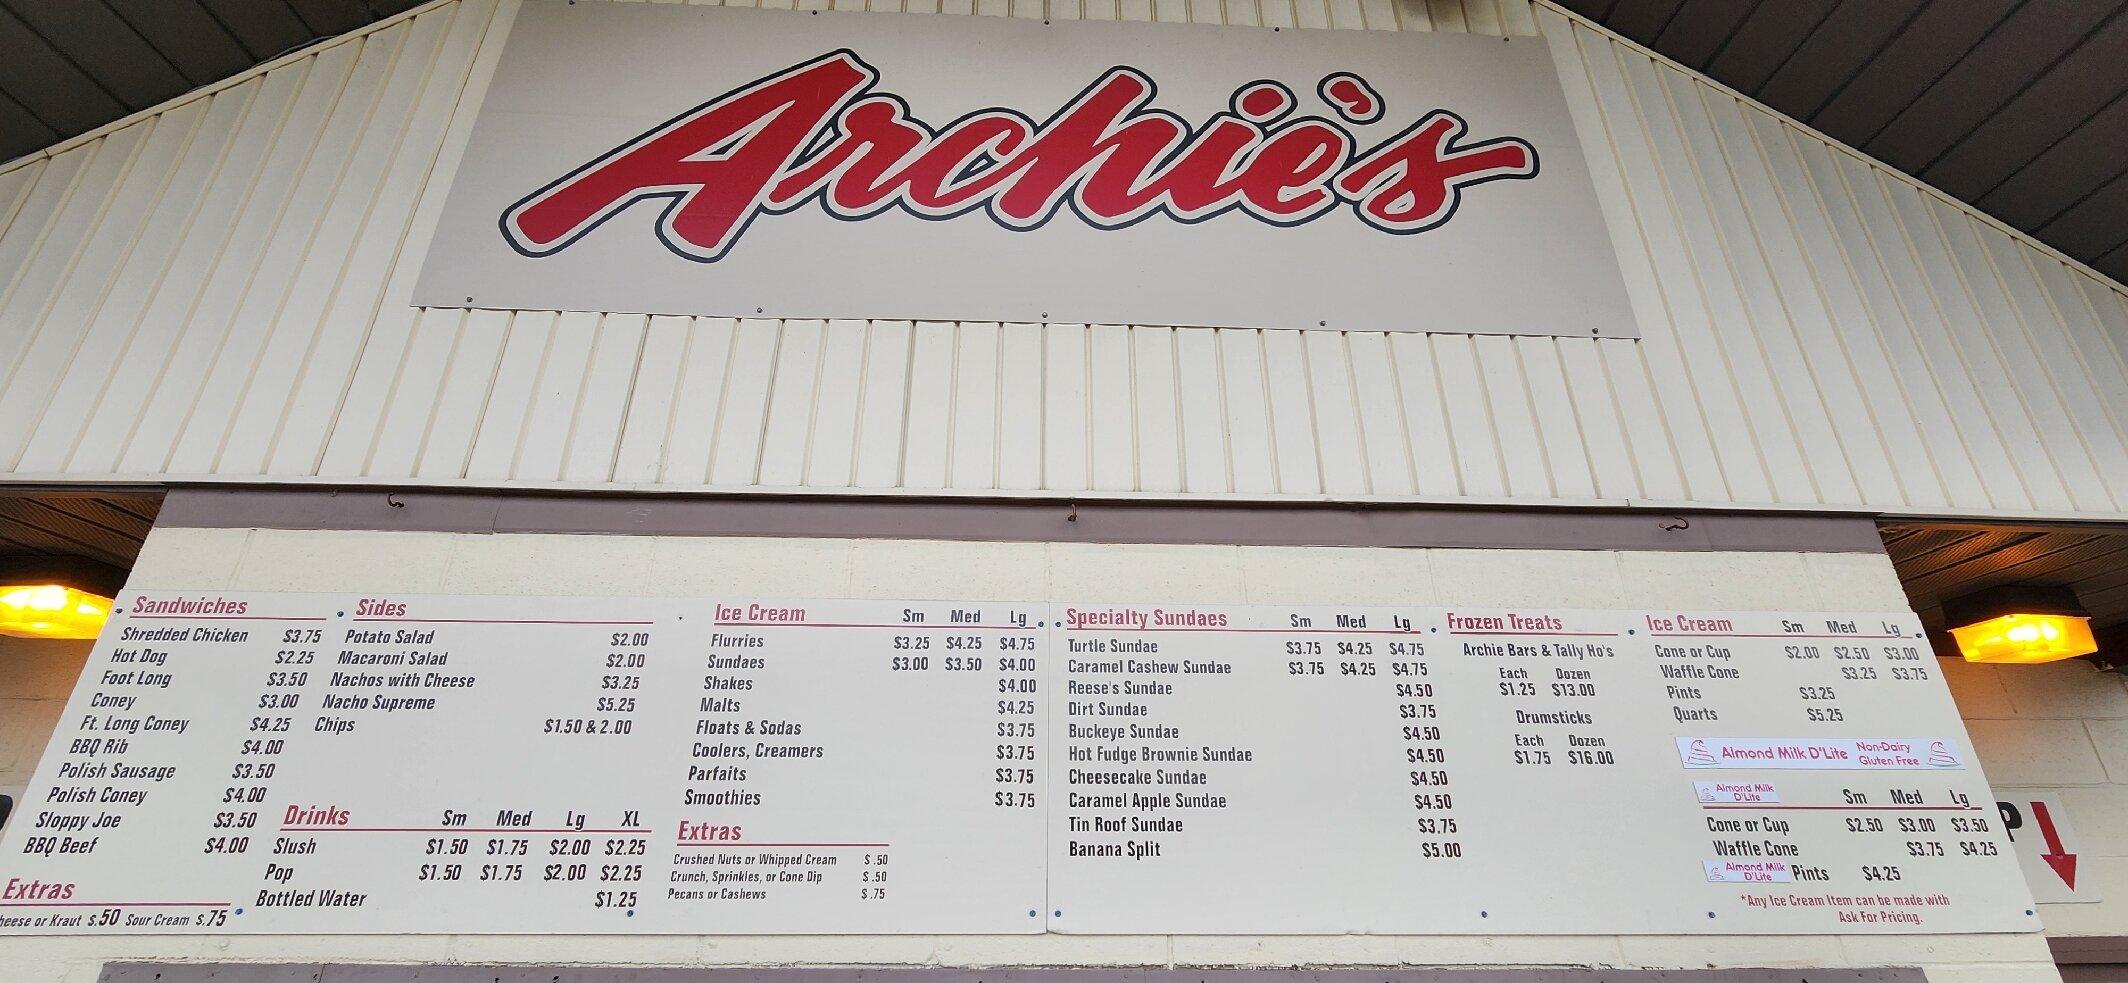 Archie's
Sandwiches
Shredded Chicken $3.75
Hot Dog $2.25
Foot Long $3.50
Coney $3.00
Ft. Long Coney $4.25
BBQ Rib $4.00
Polish Sausage $3.50
Polish Coney $4.00
Sloppy Joe $3.50
BBQ Beef $4.00
Extras
or Kraut $.50 Sour Cream $.75
Sides
Potato Salad $2.00
Macaroni Salad $2.00
Nachos with Cheese $3.25
Nacho Supreme $5.25
Chips $1.50 & 2.00
Drinks Sm Med Lg XL
Slush $1.50 $1.75 $2.00 $2.25
Pop $1.50 $1.75 $2.00 $2.25
Bottled Water $1.25
Ice Cream Sm Med Lg
Flurries $3.25 $4.25 $4.75
Sundaes $3.00 $3.50 $4.00
Shakes $4.00
Malts $4.25
Floats & Sodas $3.75
Coolers, Creamers $3.75
Parfaits $3.75
Smoothies $3.75
Extras
Crushed Nuts or Whipped Cream $.50
Crunch, Sprinkles, or Cone Dip $.50
Pecans or Cashews $.75
Specialty Sundaes Sm Med Lg
Turtle Sundae $3.75 $4.25 $4.75
Caramel Cashew Sundae $3.75 $4.25 $4.75
Reese's Sundae $4.50
Dirt Sundae $3.75
Buckeye Sundae $4.50
Hot Fudge Brownie Sundae $4.50
Cheesecake Sundae $4.50
Caramel Apple Sundae $4.50
Tin Roof Sundae $3.75
Banana Split $5.00
Frozen Treats
Archie Bars & Tally Ho's
Each Dozen
$1.25 $13.00
Drumsticks
Each Dozen
$1.75 $16.00
Ice Cream Sm Med Lg
Cone or Cup $2.00 $2.50 $3.00
Waffle Cone $3.25 $3.75
Pints $3.25
Quarts $5.25
Almond Milk D'Lite Non-Dairy
Gluten Free
Almond Milk
D'Lite
Sm Med Lg
Cone or Cup $2.50 $3.00 $3.50
Waffle Cone $3.75 $4.25
Almond Milk
D'Lite Pints $4.25
*Any Ice Cream Item can be made with
Ask For Pricing.
P